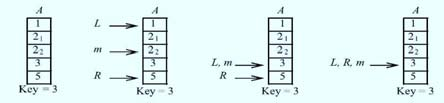 A A A A
1 L 1 1 1
2₁ 2₁ 2₁ 2₁
2₂ m 2₂ 2₂ 2₂
3 3 L, m 3 L, R, m 3
5 R 5 R 5 5
Key = 3 Key = 3 Key = 3 Key = 3